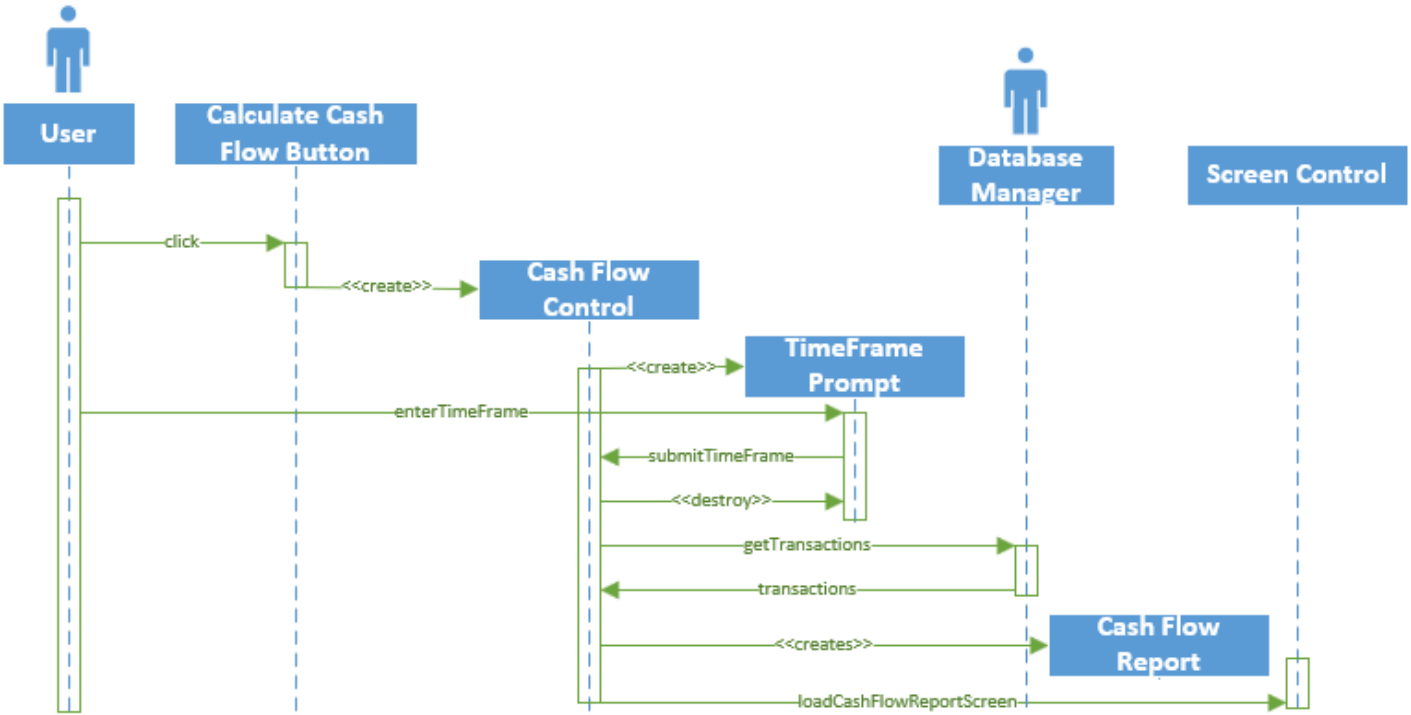 User
Calculate Cash
Flow Button
Database
Manager
Screen Control
click
<<create>>
Cash Flow
Control
<<create>>
TimeFrame
Prompt
enterTimeFrame
submitTimeFrame
<<destroy>>
getTransactions
transactions
<<creates>>
Cash Flow
Report
loadCashFlowReportScreen